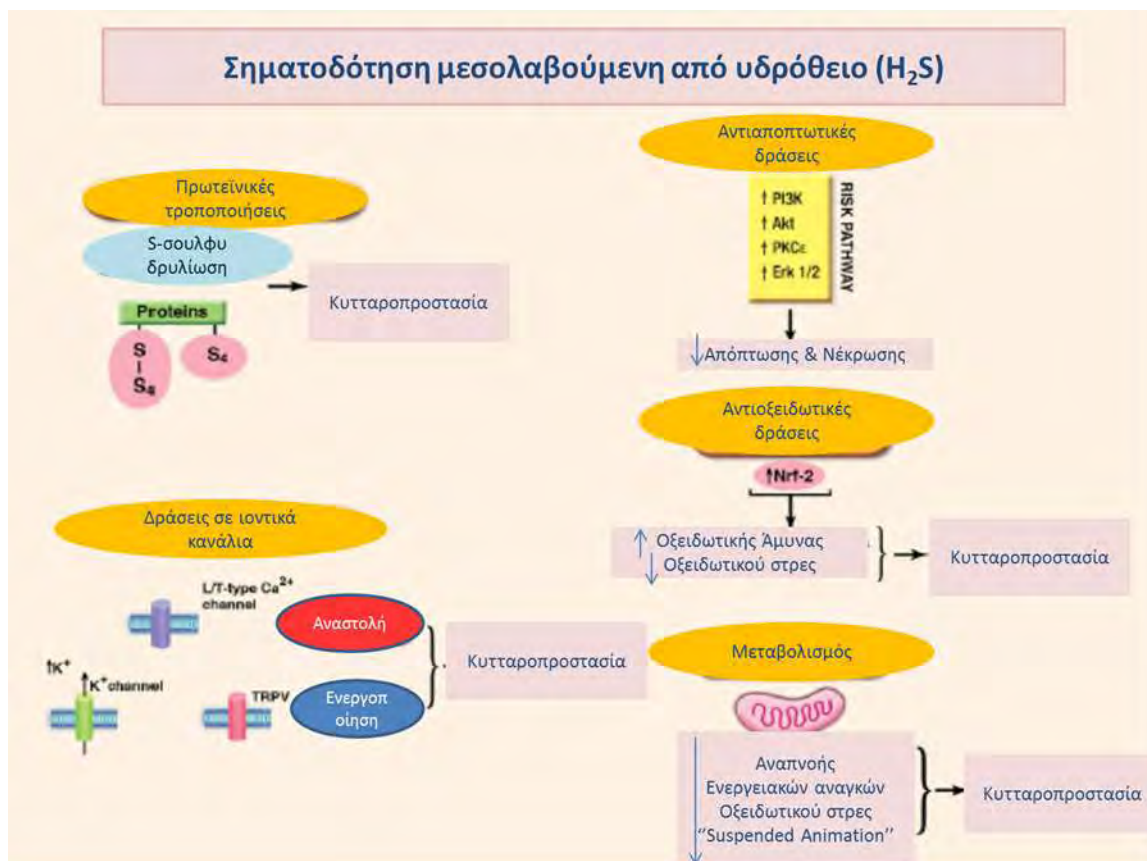 Σηματοδότηση μεσολαβούμενη από υδρόθειο (H₂S)
Πρωτεϊνικές
τροποποιήσεις
S-σουλφυ
δρυλίωση
Κυτταροπροστασία
Proteins
S
S₄
S₄
Αντιαποπτωτικές
δράσεις
↑ PI3K
↑ Akt
↑ PKCε
↑ Erk 1/2
RISK PATHWAY
↓ Απόπτωσης & Νέκρωσης
Αντιοξειδωτικές
δράσεις
↑Nrf-2
↑ Οξειδωτικής Άμυνας
↓ Οξειδωτικού στρες
Κυτταροπροστασία
Δράσεις σε ιοντικά
κανάλια
L/T-type Ca²⁺
channel
Αναστολή
↑K⁺
K⁺channel
TRPV
Ενεργοπ
οίηση
Κυτταροπροστασία
Μεταβολισμός
Αναπνοής
Ενεργειακών αναγκών
Οξειδωτικού στρες
‘‘Suspended Animation’’
Κυτταροπροστασία